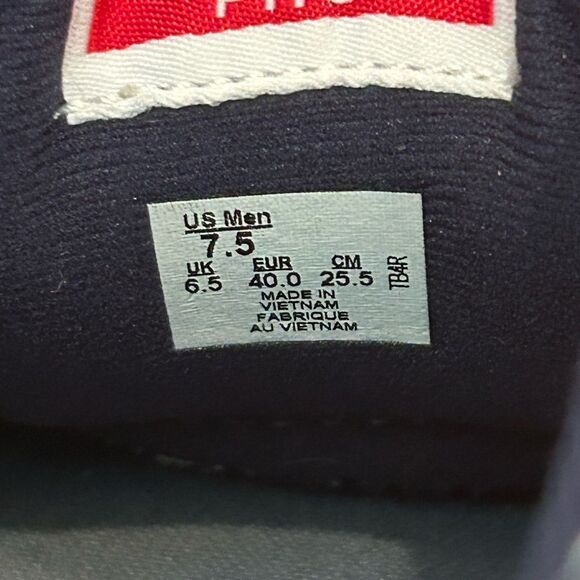 US Men
7.5
UK EUR CM
6.5 40.0 25.5
TB4R
MADE IN
VIETNAM
FABRIQUE
AU VIETNAM